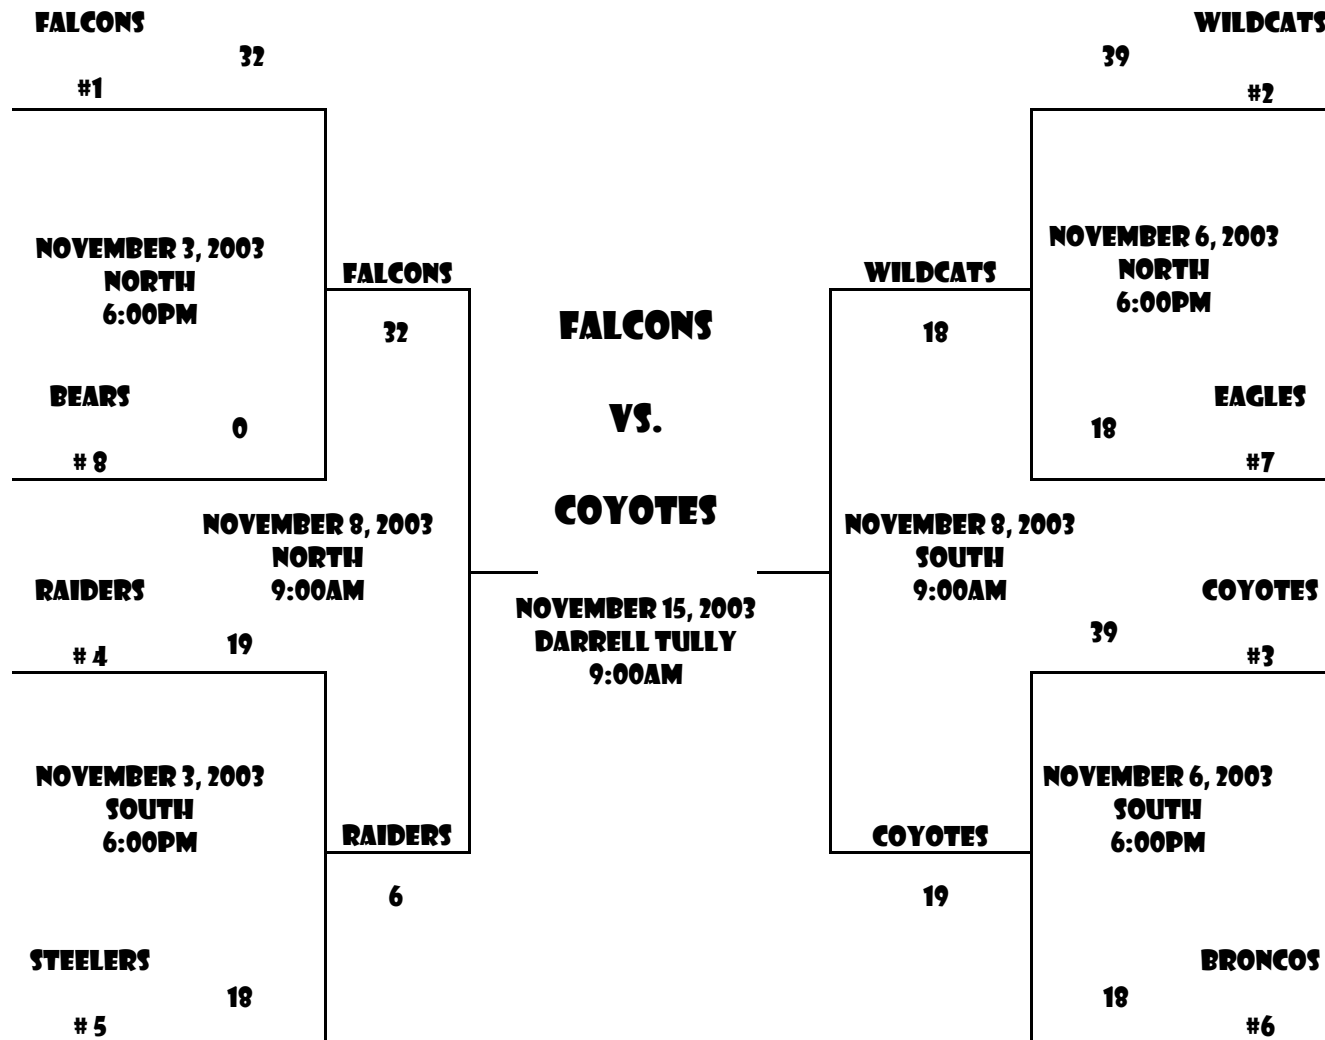 FALCONS
32
#1
NOVEMBER 3, 2003
NORTH
6:00PM
BEARS
0
# 8
FALCONS
32
NOVEMBER 8, 2003
NORTH
9:00AM
RAIDERS
19
# 4
NOVEMBER 3, 2003
SOUTH
6:00PM
RAIDERS
6
STEELERS
18
# 5
FALCONS
VS.
COYOTES
NOVEMBER 15, 2003
DARRELL TULLY
9:00AM
WILDCATS
39
#2
NOVEMBER 6, 2003
NORTH
6:00PM
WILDCATS
18
EAGLES
18
#7
NOVEMBER 8, 2003
SOUTH
9:00AM
COYOTES
39
#3
NOVEMBER 6, 2003
SOUTH
6:00PM
COYOTES
19
BRONCOS
18
#6